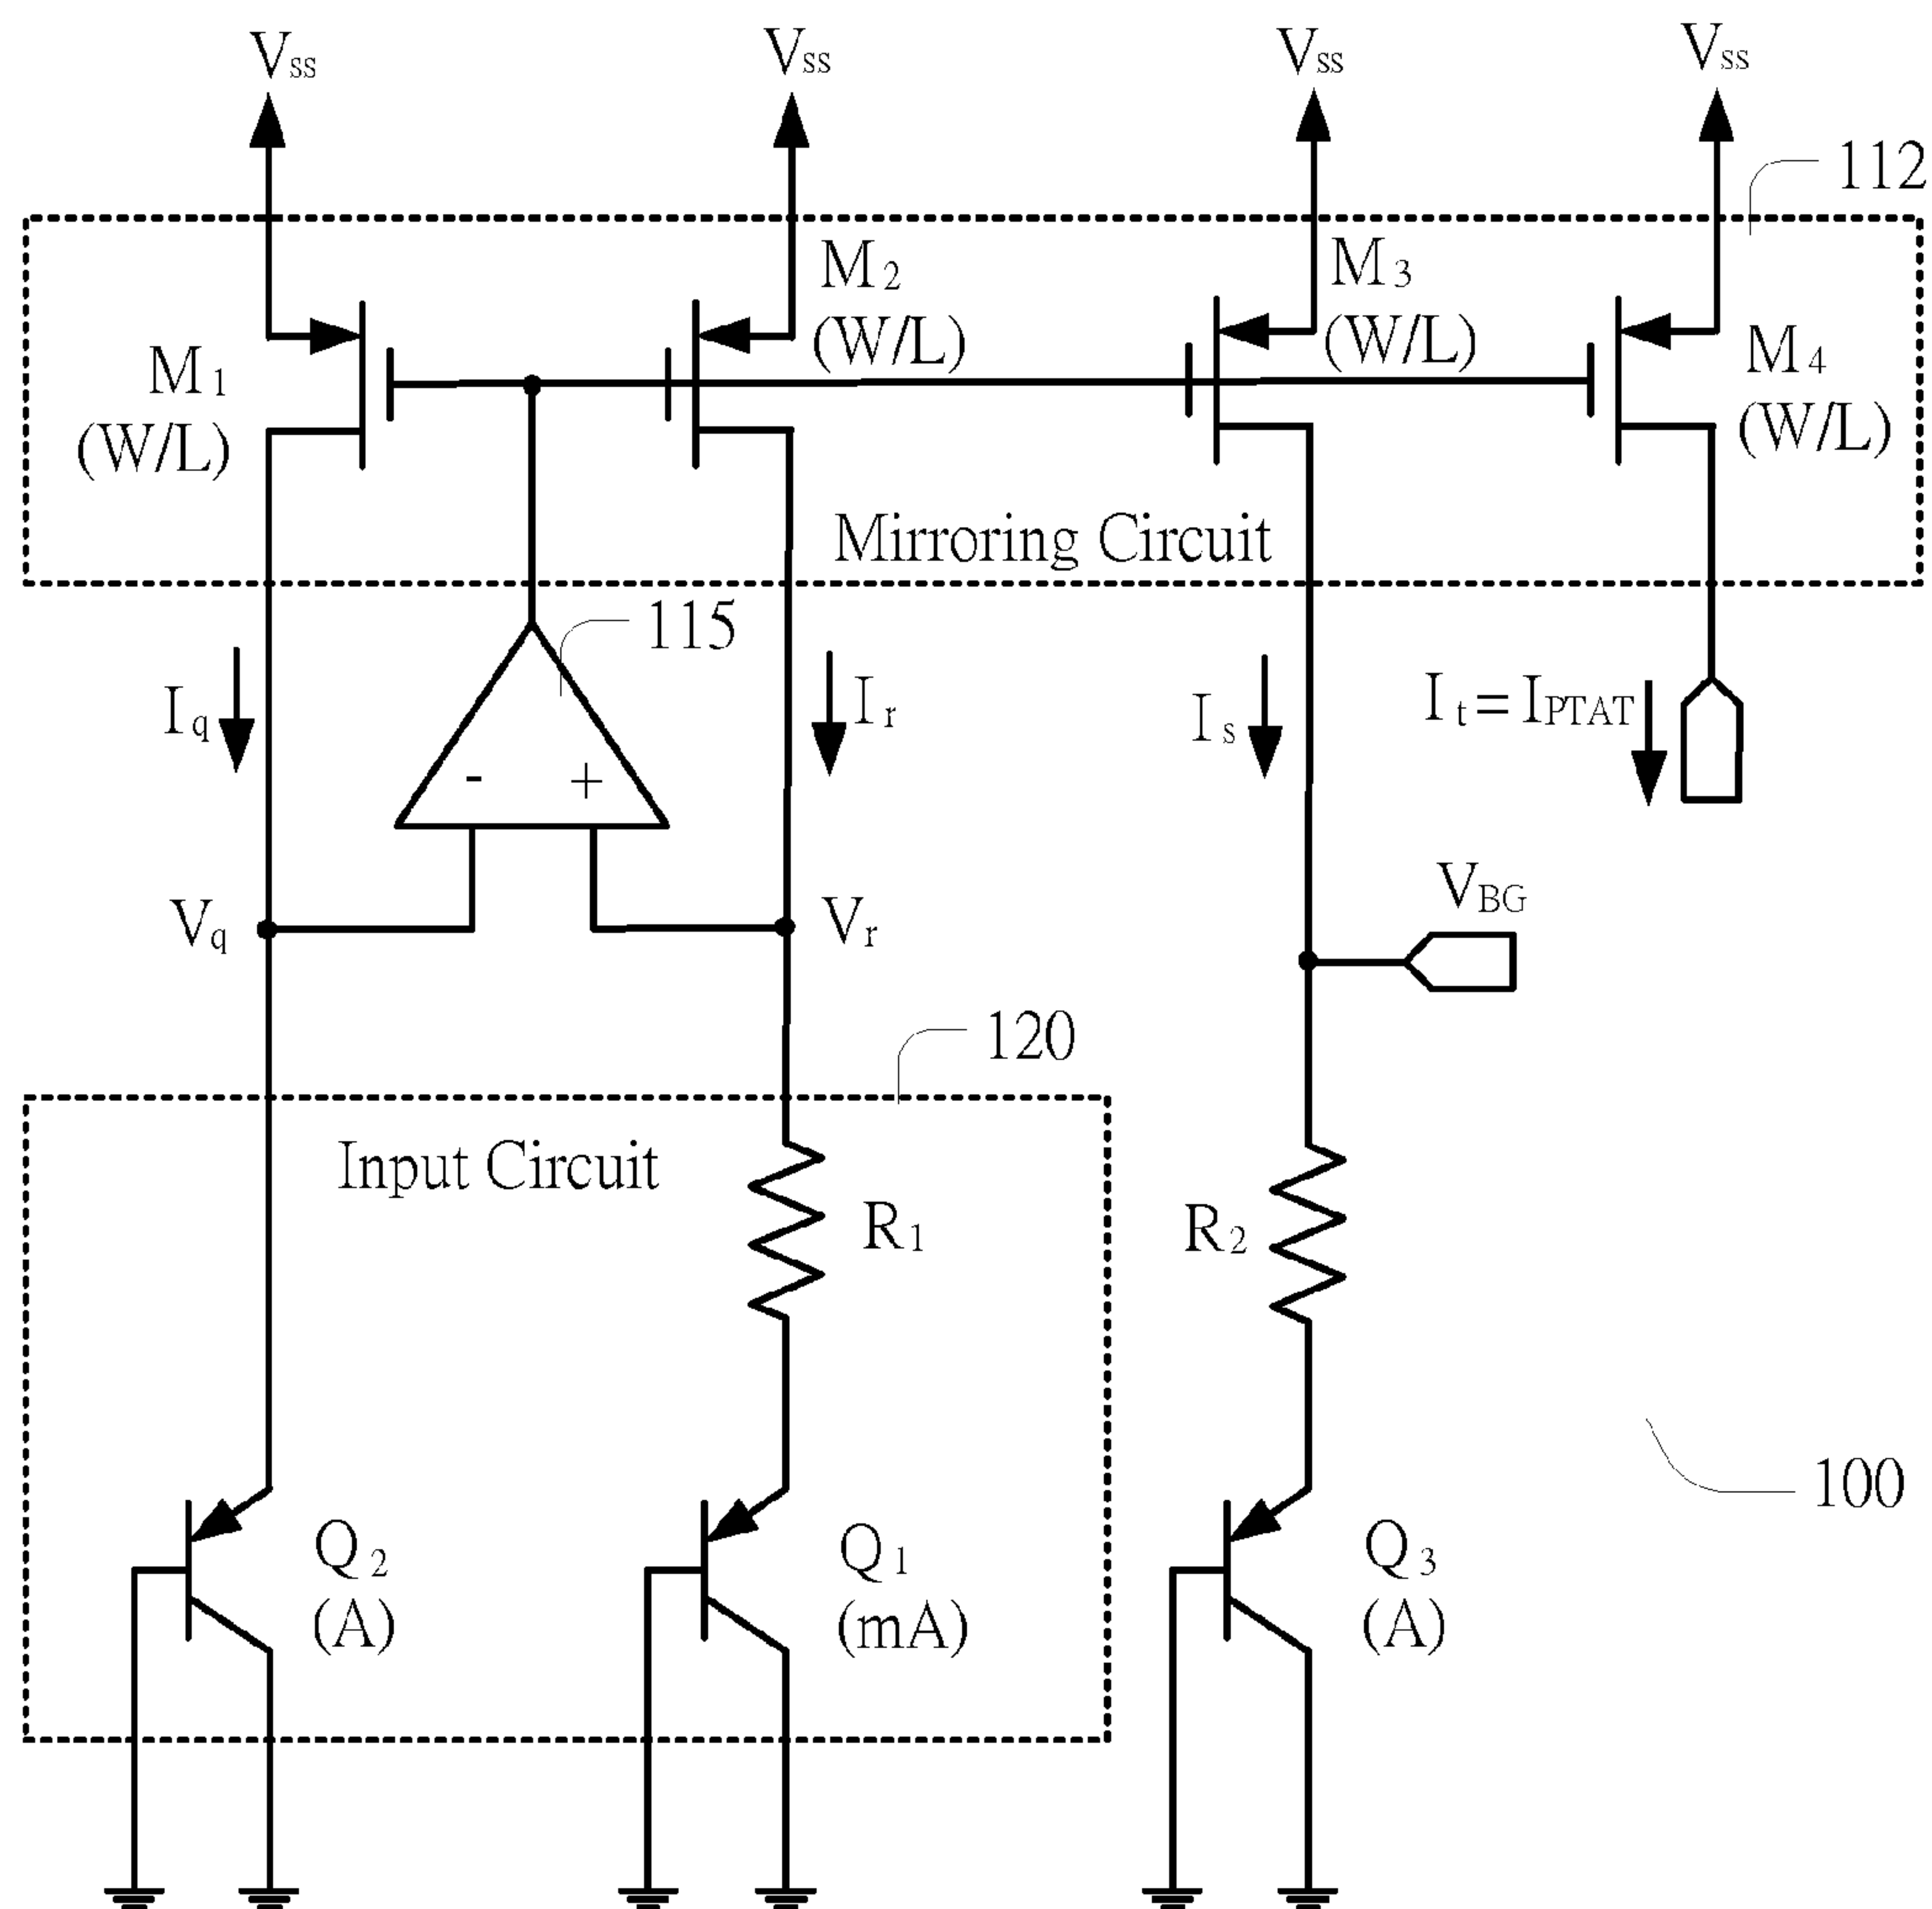 Vss Vss Vss Vss
112
M2 (W/L)
M3 (W/L)
M1 (W/L)
M4 (W/L)
Mirroring Circuit
115
Iq
Ir
Is
It = IPTAT
- +
Vq
Vr
VBG
120
Input Circuit
R1
R2
100
Q2 (A)
Q1 (mA)
Q3 (A)